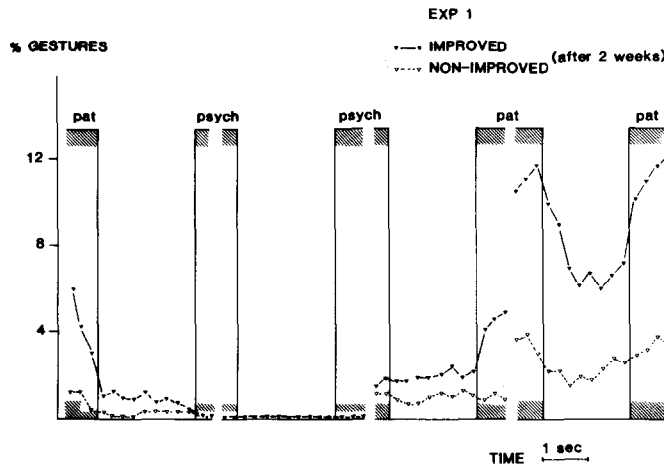 EXP 1
% GESTURES
IMPROVED
NON-IMPROVED (after 2 weeks)
pat psych psych pat pat
12
8
4
TIME 1 sec